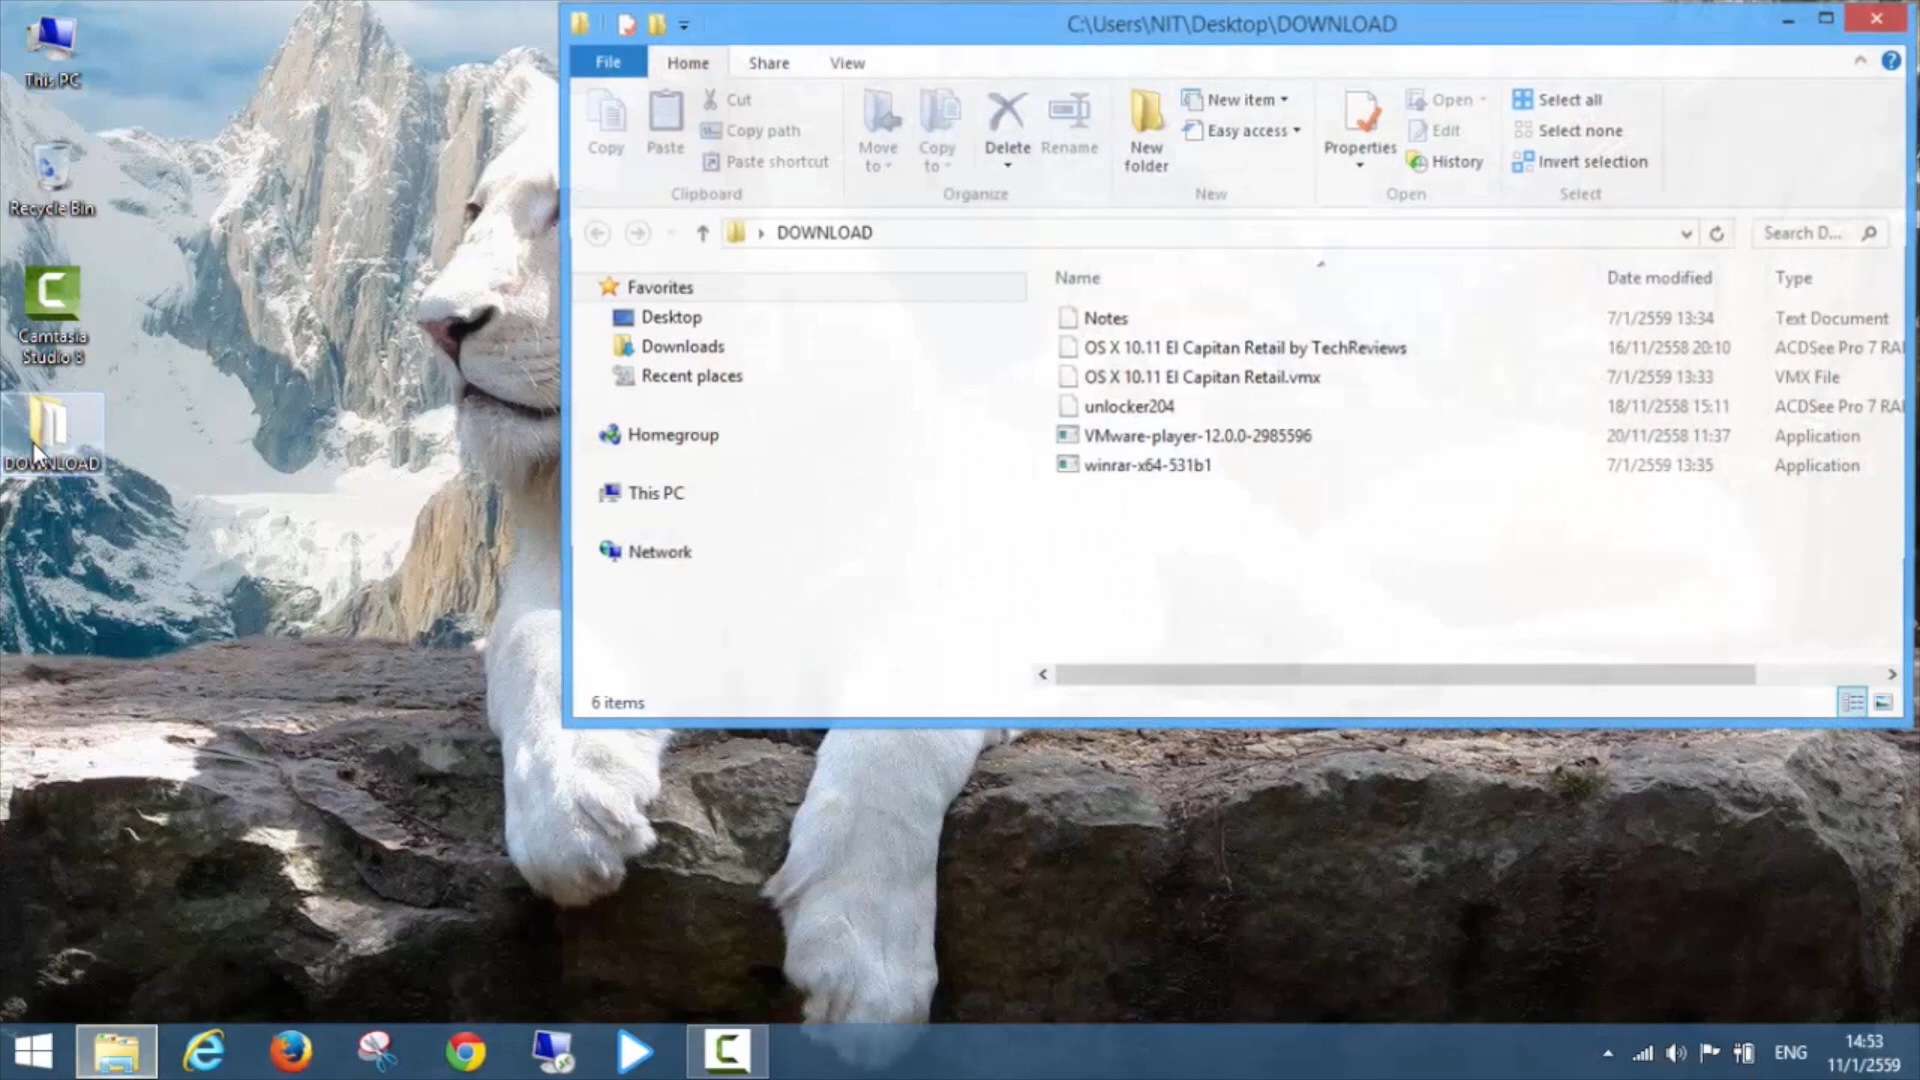 This PC
Recycle Bin
Camtasia
Studio 8
DOWNLOAD
C:\Users\NIT\Desktop\DOWNLOAD
File
Home
Share
View
Copy
Paste
Cut
Copy path
Paste shortcut
Clipboard
Move
to
Copy
to
Delete
Rename
Organize
New
folder
New item
Easy access
New
Properties
Open
Edit
History
Open
Select all
Select none
Invert selection
Select
DOWNLOAD
Search D...
Favorites
Desktop
Downloads
Recent places
Homegroup
This PC
Network
Name Date modified Type
Notes 7/1/2559 13:34 Text Document
OS X 10.11 El Capitan Retail by TechReviews 16/11/2558 20:10 ACDSee Pro 7 RA
OS X 10.11 El Capitan Retail.vmx 7/1/2559 13:33 VMX File
unlocker204 18/11/2558 15:11 ACDSee Pro 7 RA
VMware-player-12.0.0-2985596 20/11/2558 11:37 Application
winrar-x64-531b1 7/1/2559 13:35 Application
6 items
ENG
14:53
11/1/2559